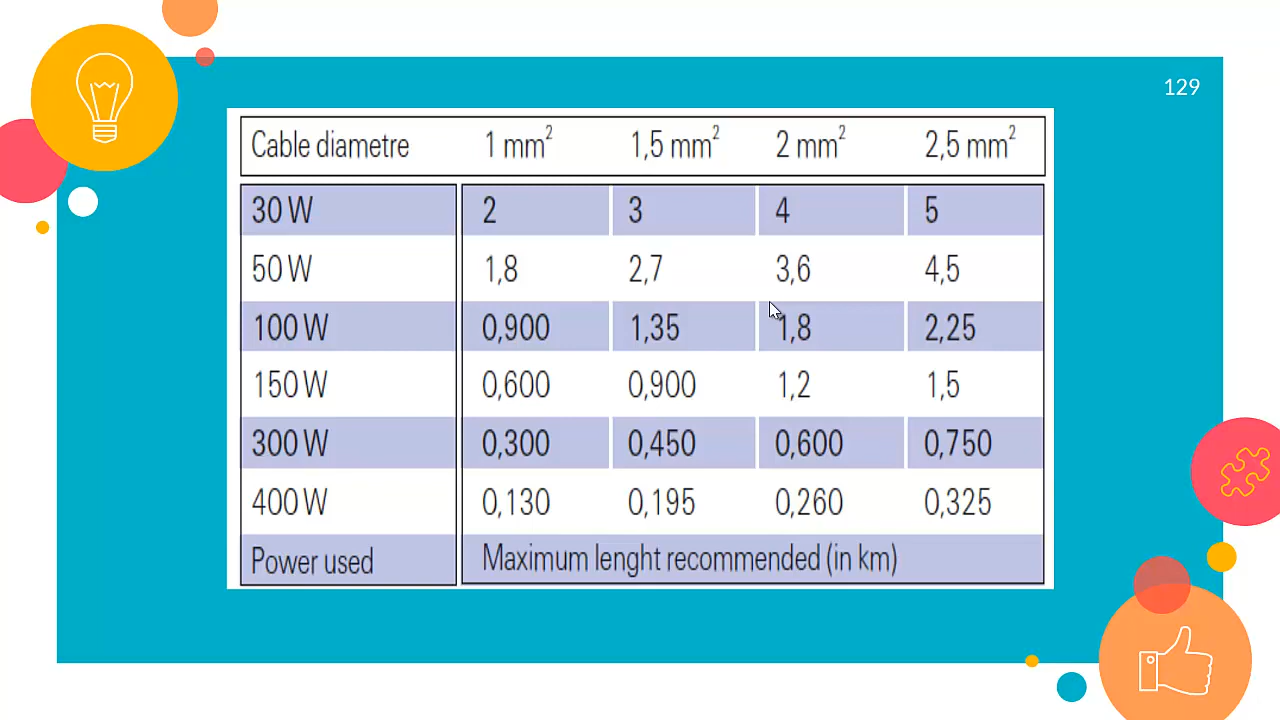 129
Cable diametre 1 mm² 1,5 mm² 2 mm² 2,5 mm²
30 W 2 3 4 5
50 W 1,8 2,7 3,6 4,5
100 W 0,900 1,35 1,8 2,25
150 W 0,600 0,900 1,2 1,5
300 W 0,300 0,450 0,600 0,750
400 W 0,130 0,195 0,260 0,325
Power used Maximum lenght recommended (in km)